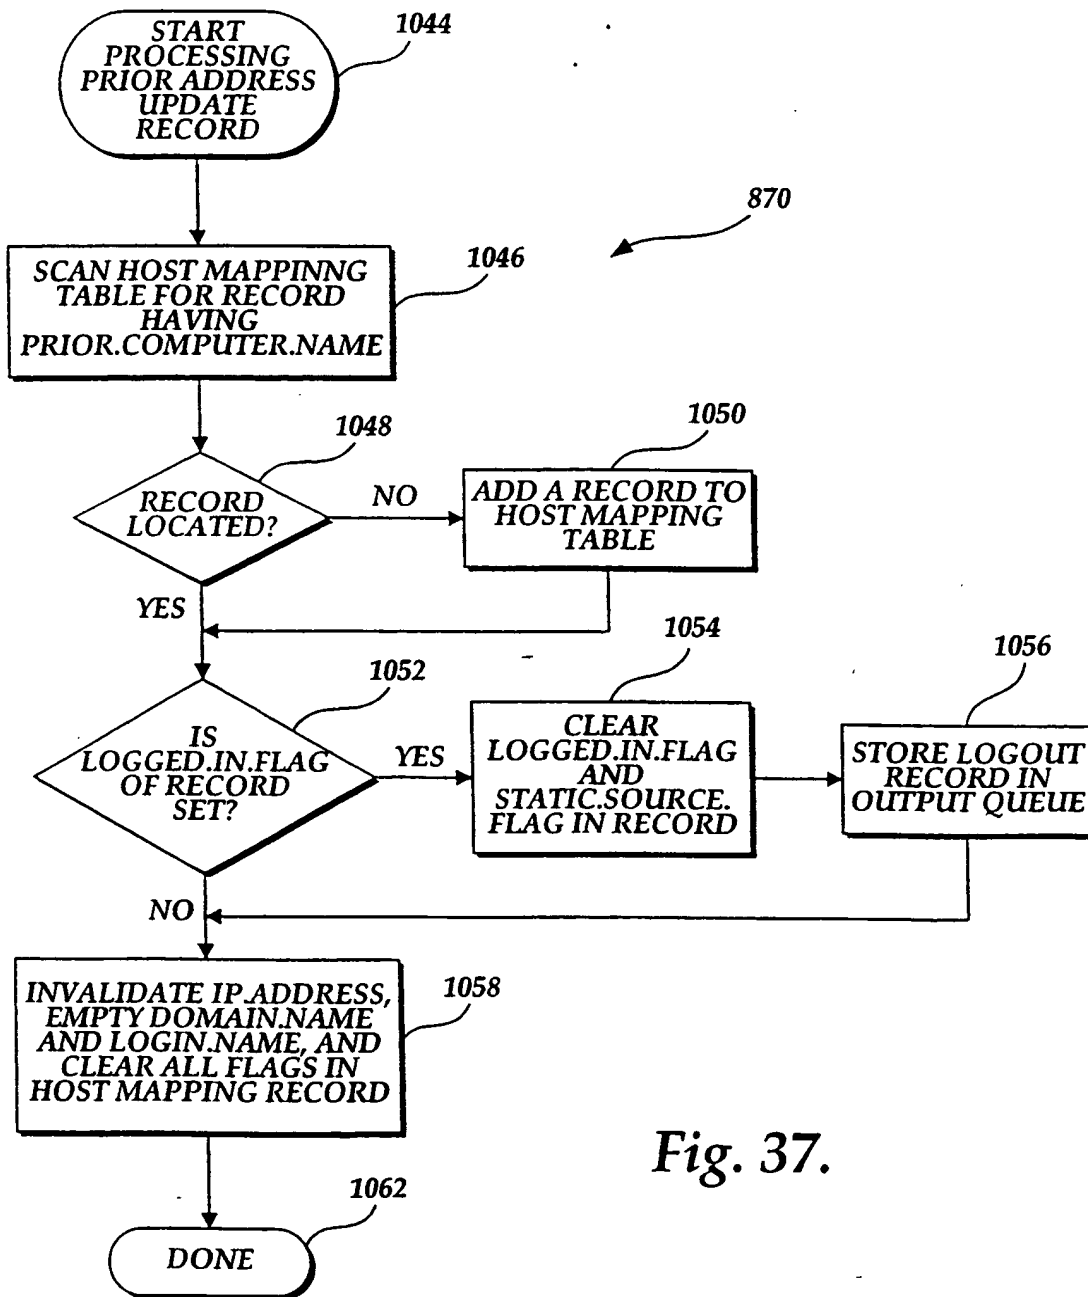 START
PROCESSING
PRIOR ADDRESS
UPDATE
RECORD
1044
870
SCAN HOST MAPPINNG
TABLE FOR RECORD
HAVING
PRIOR.COMPUTER.NAME
1046
1048
RECORD
LOCATED?
NO
1050
ADD A RECORD TO
HOST MAPPING
TABLE
YES
1052
IS
LOGGED.IN.FLAG
OF RECORD
SET?
YES
1054
CLEAR
LOGGED.IN.FLAG
AND
STATIC.SOURCE.
FLAG IN RECORD
1056
STORE LOGOUT
RECORD IN
OUTPUT QUEUE
NO
INVALIDATE IP.ADDRESS,
EMPTY DOMAIN.NAME
AND LOGIN.NAME, AND
CLEAR ALL FLAGS IN
HOST MAPPING RECORD
1058
Fig. 37.
1062
DONE